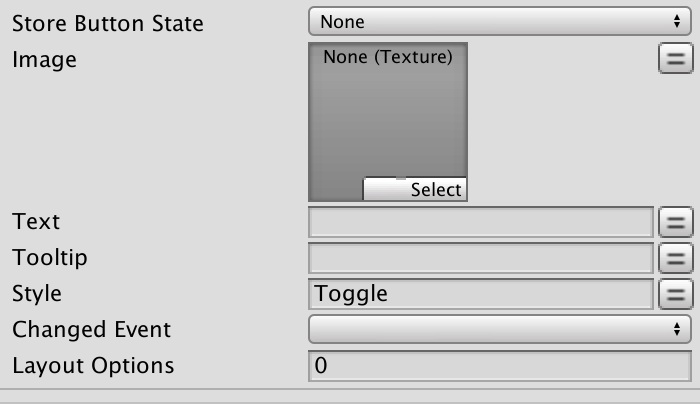 Store Button State None
Image None (Texture)
Select
Text
Tooltip
Style Toggle
Changed Event
Layout Options 0